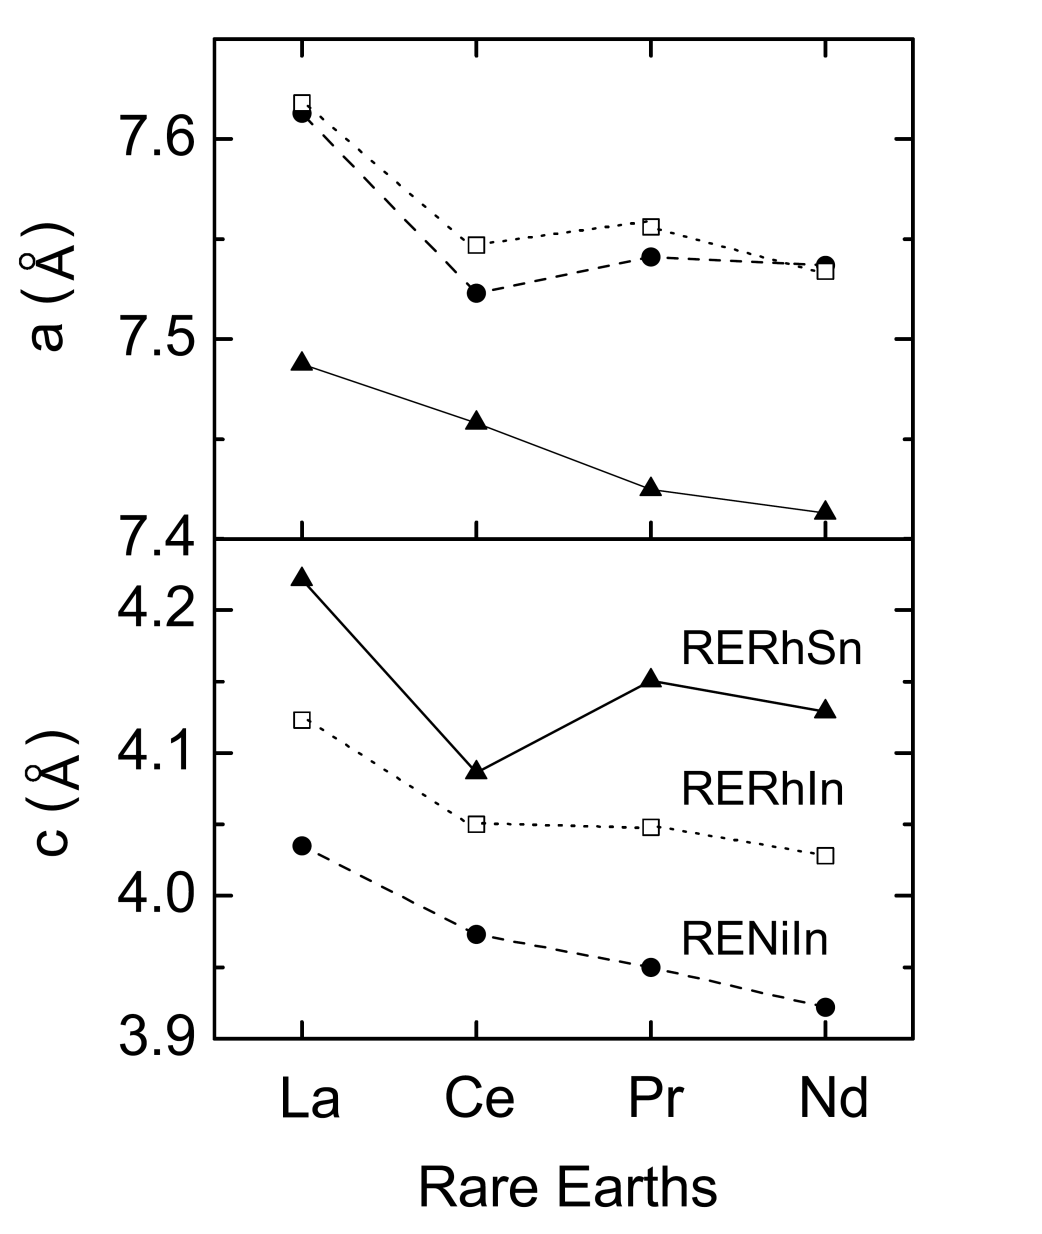 7.6
7.5
7.4
a (Å)
4.2
4.1
4.0
3.9
c (Å)
RERhSn
RERhIn
RENiIn
La Ce Pr Nd
Rare Earths